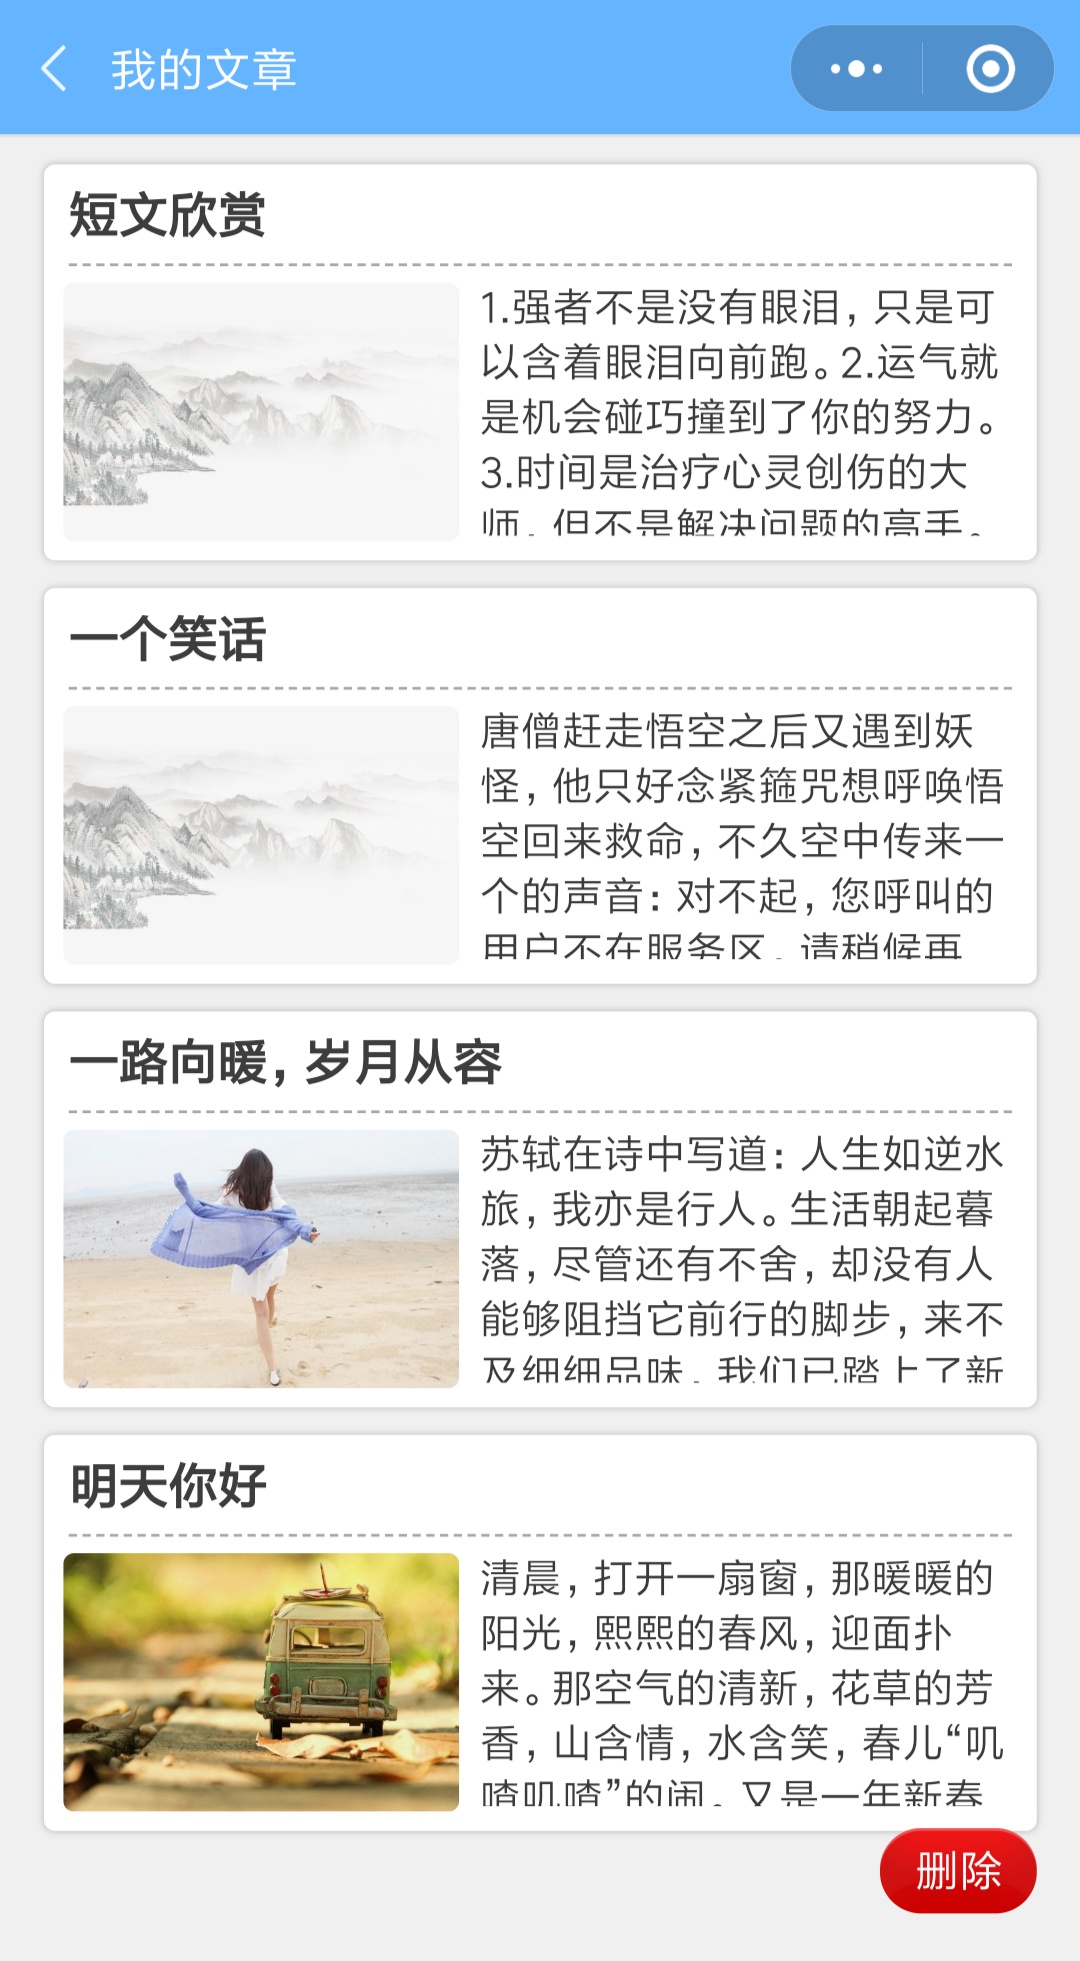 我的文章
短文欣赏
1.强者不是没有眼泪，只是可
以含着眼泪向前跑。2.运气就
是机会碰巧撞到了你的努力。
3.时间是治疗心灵创伤的大
师，但不是解决问题的高手。
一个笑话
唐僧赶走悟空之后又遇到妖
怪，他只好念紧箍咒想呼唤悟
空回来救命，不久空中传来一
个的声音：对不起，您呼叫的
用户不在服务区，请稍候再
一路向暖，岁月从容
苏轼在诗中写道：人生如逆水
旅，我亦是行人。生活朝起暮
落，尽管还有不舍，却没有人
能够阻挡它前行的脚步，来不
及细细品味，我们已踏上了新
明天你好
清晨，打开一扇窗，那暖暖的
阳光，熙熙的春风，迎面扑
来。那空气的清新，花草的芳
香，山含情，水含笑，春儿“叽
喳叽喳”的闹。又是一年新春
删除